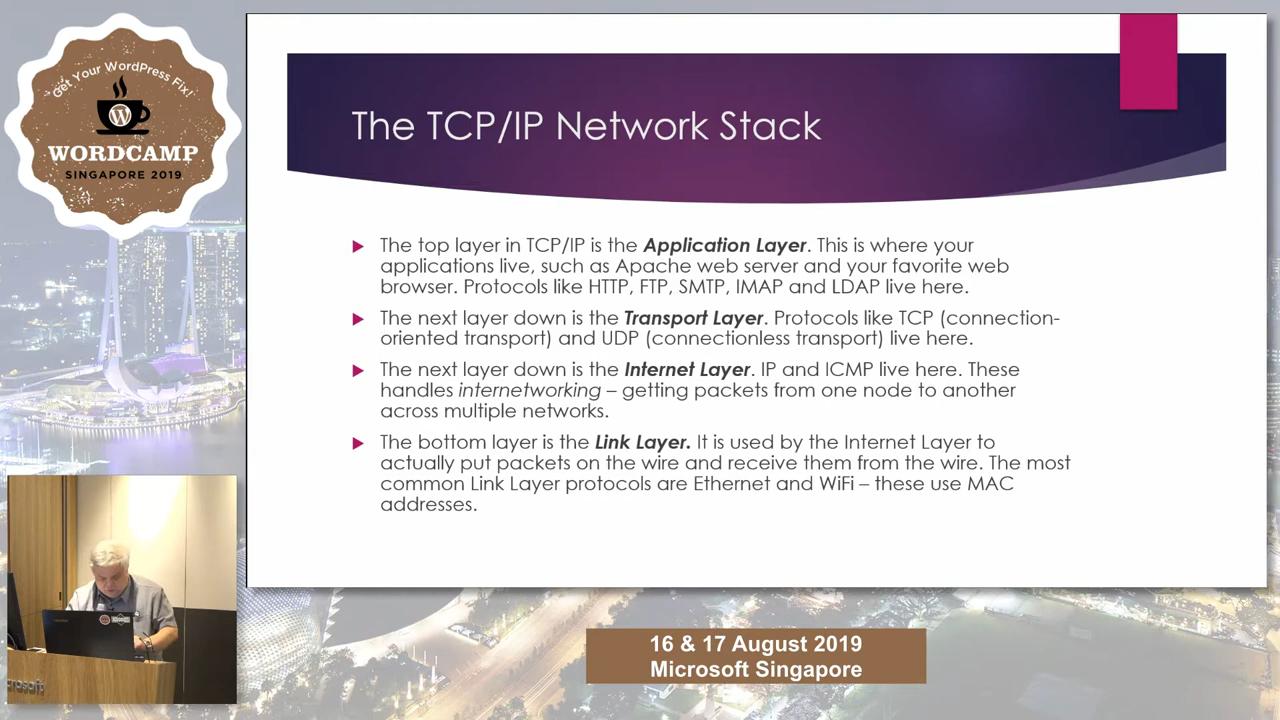 Get Your WordPress Fix!
WORDCAMP
SINGAPORE 2019
The TCP/IP Network Stack
The top layer in TCP/IP is the Application Layer. This is where your
applications live, such as Apache web server and your favorite web
browser. Protocols like HTTP, FTP, SMTP, IMAP and LDAP live here.
The next layer down is the Transport Layer. Protocols like TCP (connection-
oriented transport) and UDP (connectionless transport) live here.
The next layer down is the Internet Layer. IP and ICMP live here. These
handles internetworking – getting packets from one node to another
across multiple networks.
The bottom layer is the Link Layer. It is used by the Internet Layer to
actually put packets on the wire and receive them from the wire. The most
common Link Layer protocols are Ethernet and WiFi – these use MAC
addresses.
16 & 17 August 2019
Microsoft Singapore